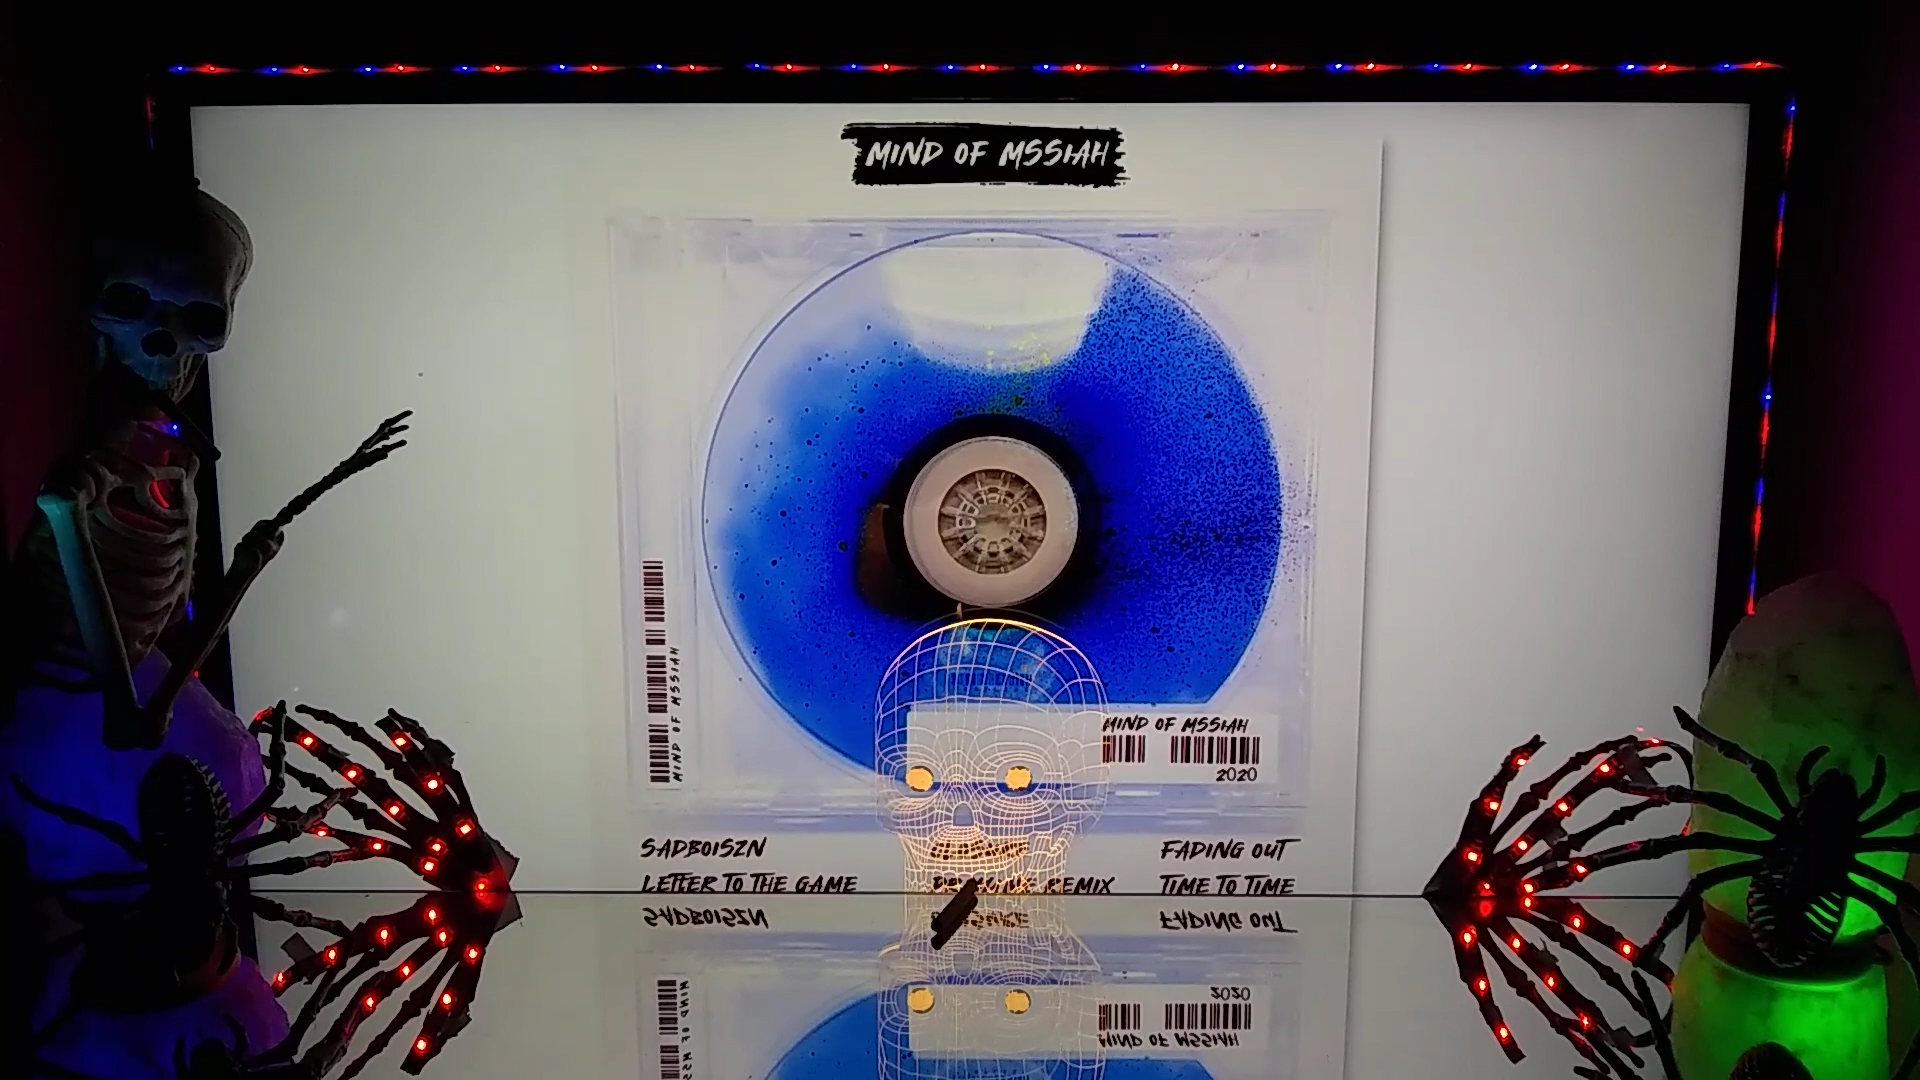 MIND OF MSSIAH
MIND OF MSSIAH
MIND OF MSSIAH
2020
SADBOISZN
FADING OUT
LETTER TO THE GAME
REMIX
TIME TO TIME